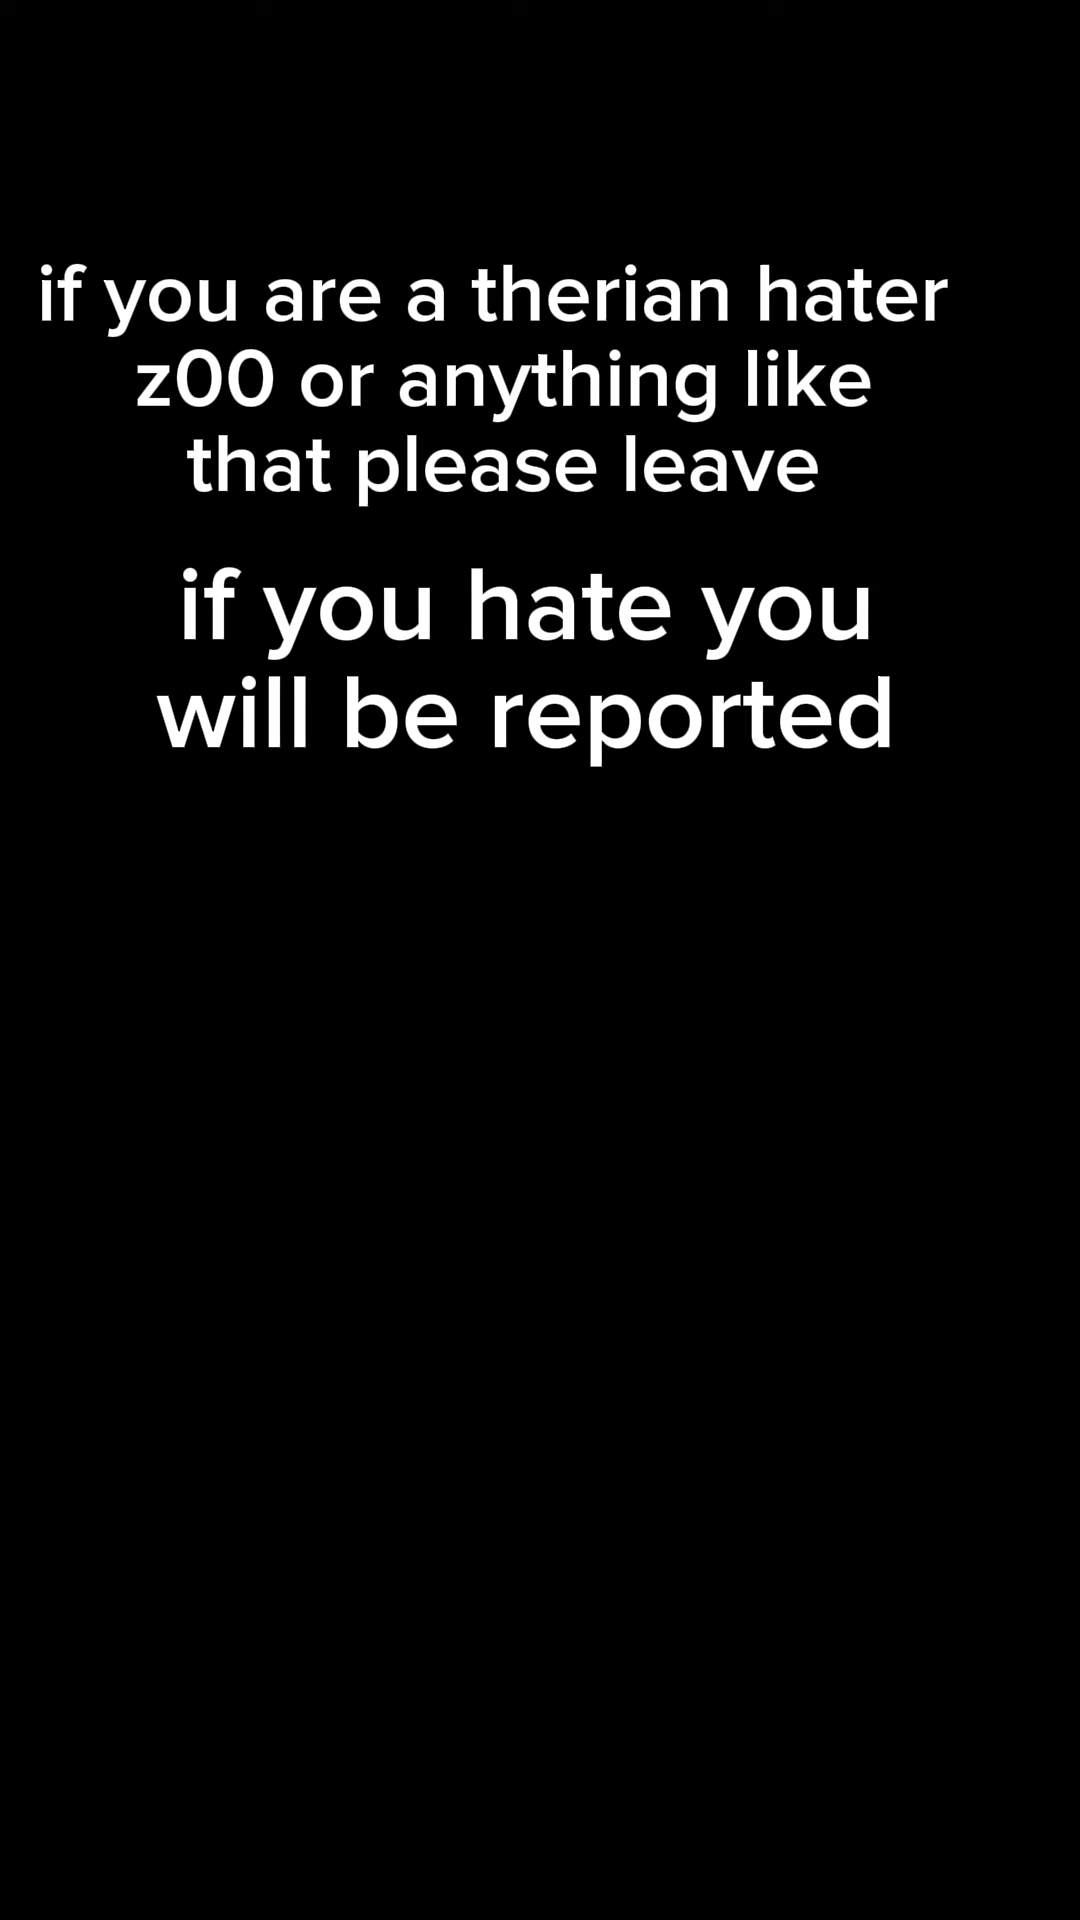 if you are a therian hater
z00 or anything like
that please leave
if you hate you
will be reported